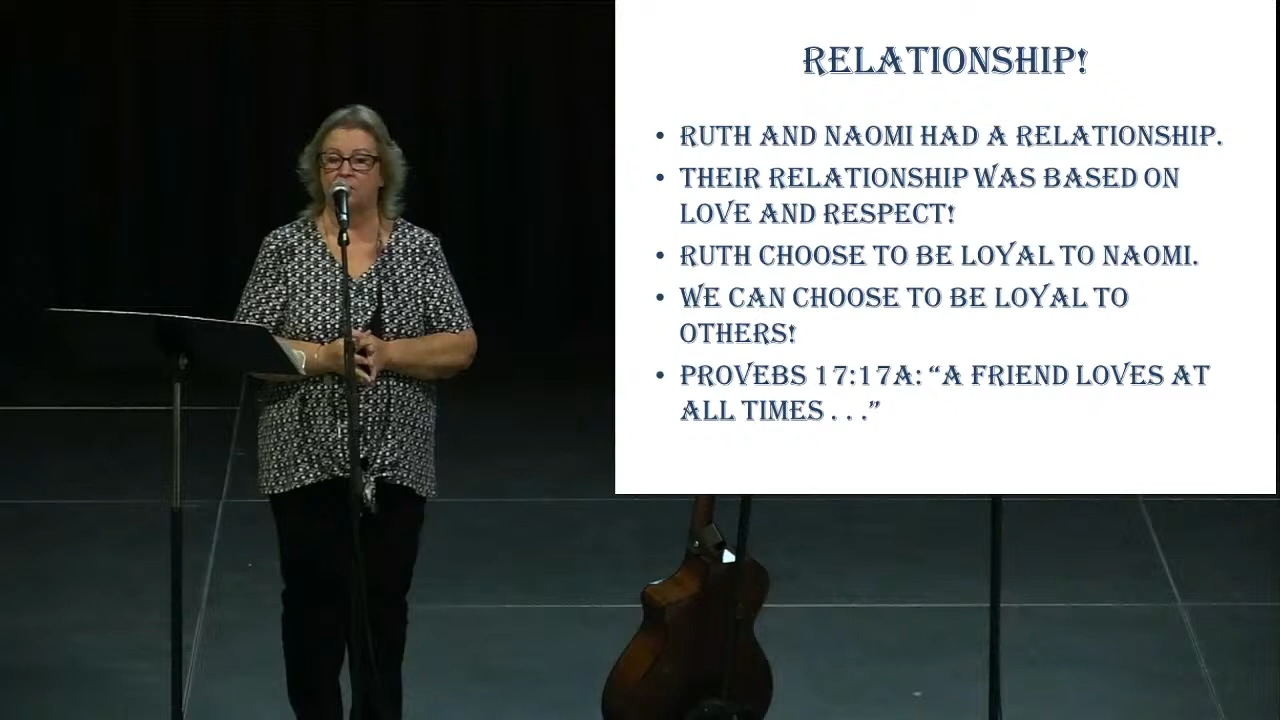 RELATIONSHIP!
• RUTH AND NAOMI HAD A RELATIONSHIP.
• THEIR RELATIONSHIP WAS BASED ON
LOVE AND RESPECT!
• RUTH CHOOSE TO BE LOYAL TO NAOMI.
• WE CAN CHOOSE TO BE LOYAL TO
OTHERS!
• PROVEBS 17:17A: “A FRIEND LOVES AT
ALL TIMES . . .”